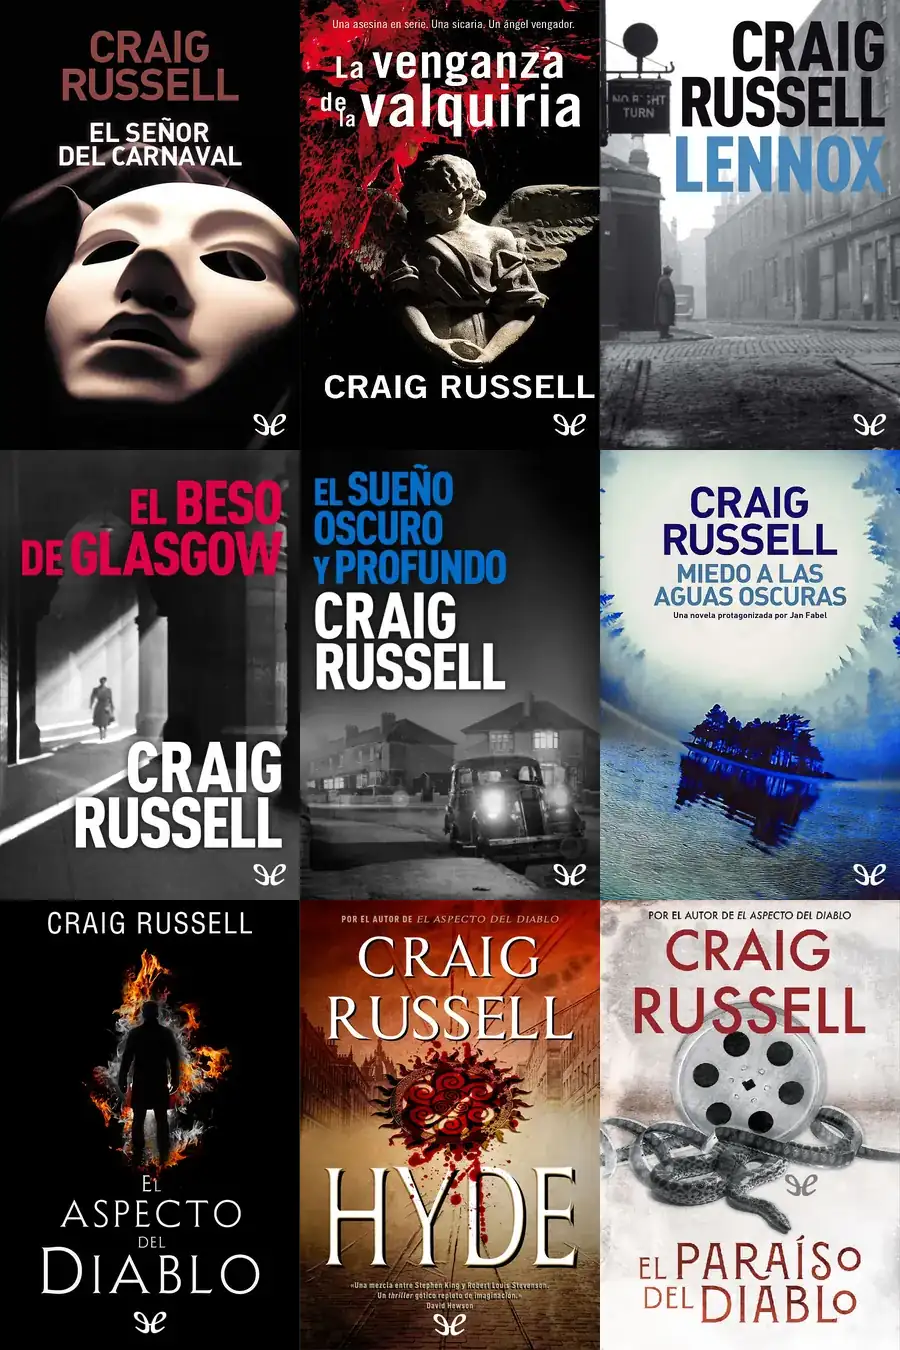 CRAIG
RUSSELL
EL SEÑOR
DEL CARNAVAL
Una asesina en serie. Una sicaria. Un ángel vengador.
La venganza
de la valquiria
CRAIG RUSSELL
CRAIG
RUSSELL
LENNOX
TURN
EL BESO
DE GLASGOW
CRAIG
RUSSELL
EL SUEÑO
OSCURO
Y PROFUNDO
CRAIG
RUSSELL
CRAIG
RUSSELL
MIEDO A LAS
AGUAS OSCURAS
Una novela protagonizada por Jan Fabel
CRAIG RUSSELL
EL
ASPECTO
DEL
DIABLO
POR EL AUTOR DE EL ASPECTO DEL DIABLO
CRAIG
RUSSELL
HYDE
«Una mezcla entre Stephen King y Robert Louis Stevenson.
Un thriller gótico repleto de imaginación.»
David Hewson
POR EL AUTOR DE EL ASPECTO DEL DIABLO
CRAIG
RUSSELL
EL PARAÍSO
DEL DIABLO